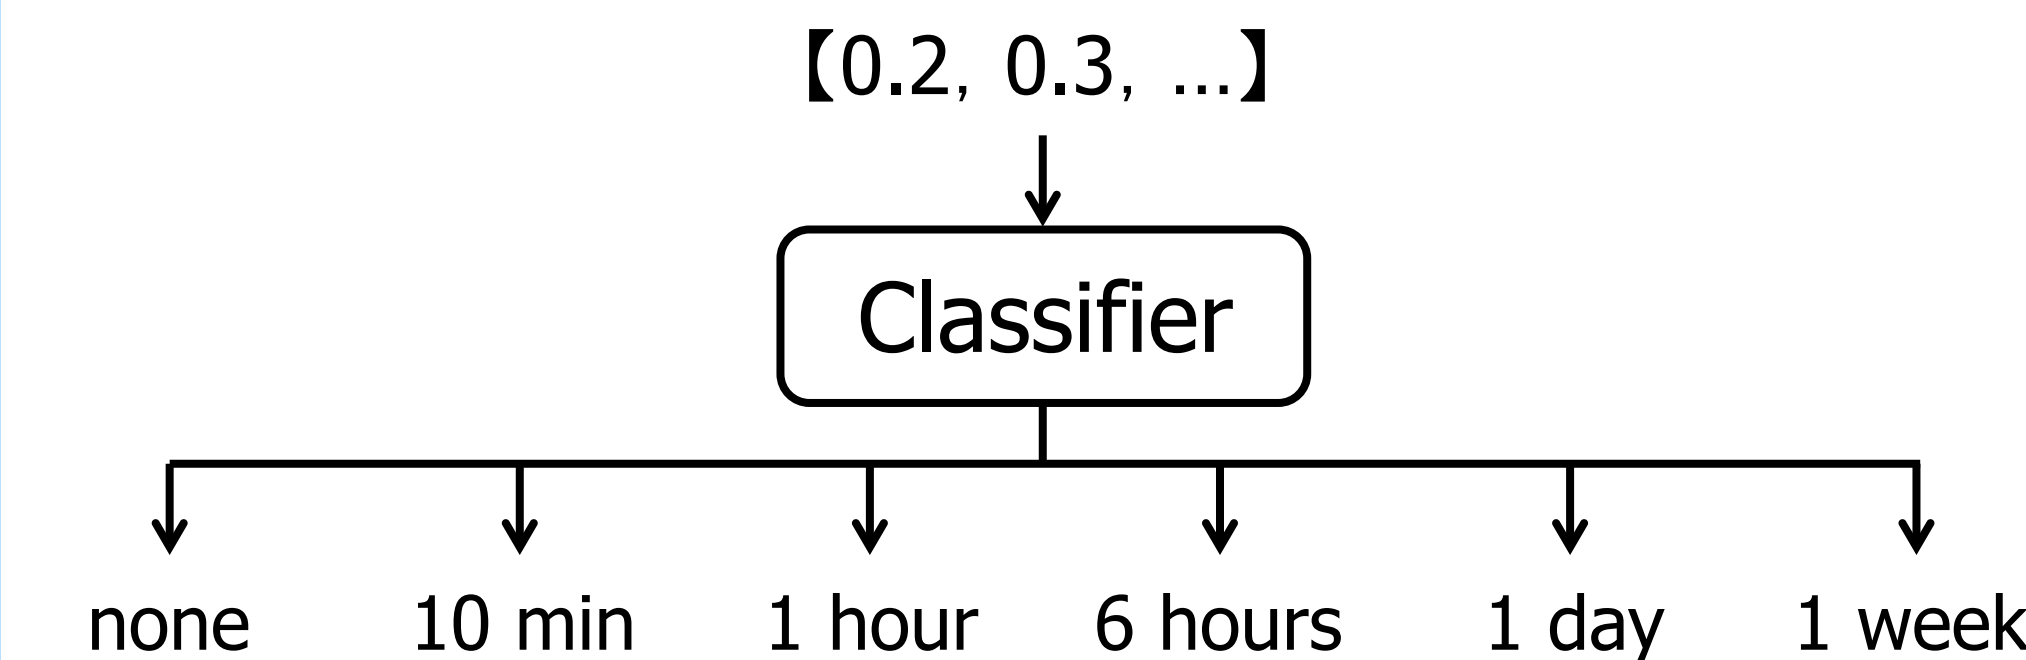 【0.2, 0.3, ...】
Classifier
none 10 min 1 hour 6 hours 1 day 1 week